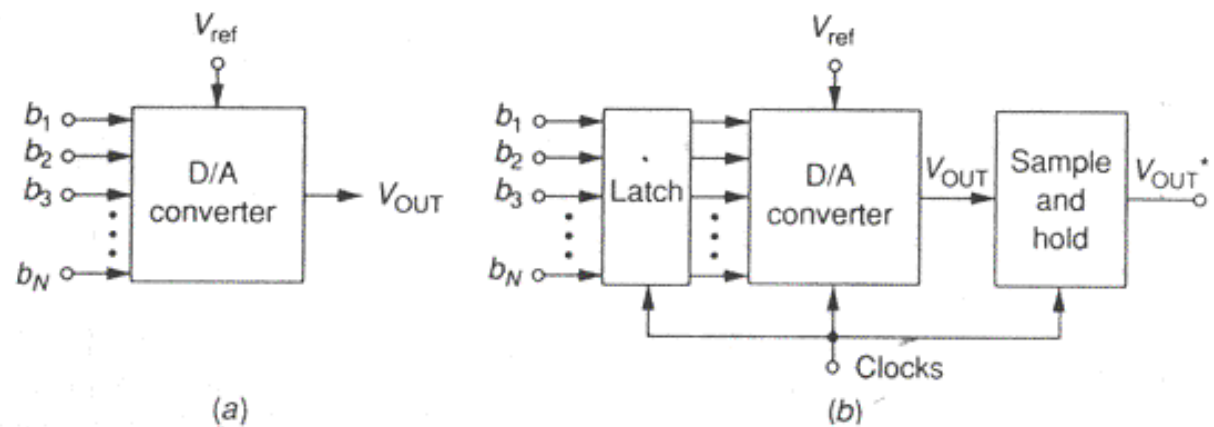 V_ref
b_1
b_2
b_3
b_N
D/A
converter
V_OUT
(a)
V_ref
b_1
b_2
b_3
b_N
Latch
D/A
converter
V_OUT
Sample
and
hold
V_OUT*
Clocks
(b)